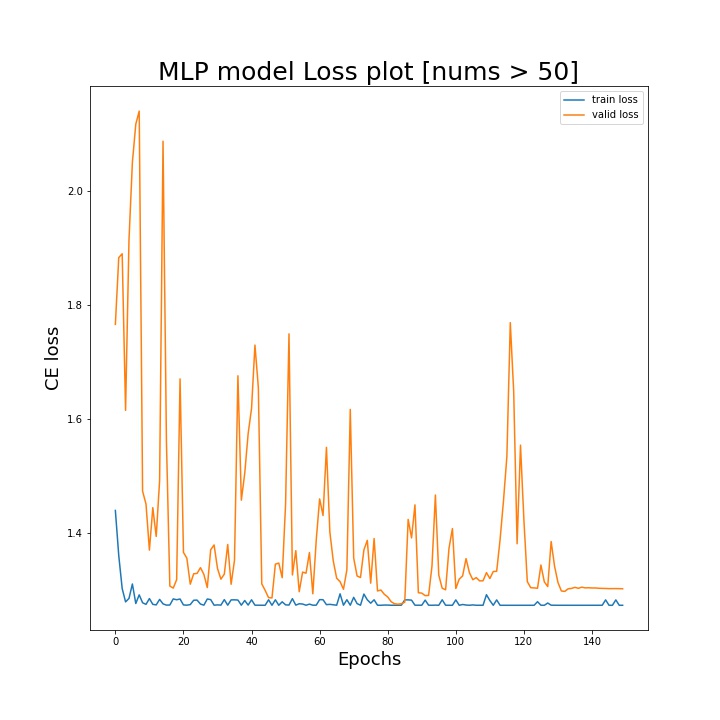 MLP model Loss plot [nums > 50]
train loss
valid loss
2.0
1.8
1.6
1.4
CE loss
0 20 40 60 80 100 120 140
Epochs